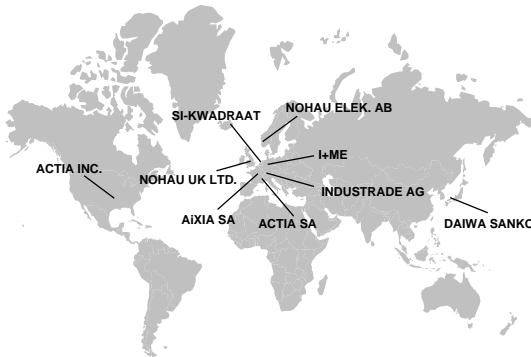 NOHAU ELEK. AB
SI-KWADRAAT
I+ME
ACTIA INC.
NOHAU UK LTD.
INDUSTRADE AG
AiXIA SA
ACTIA SA
DAIWA SANKO